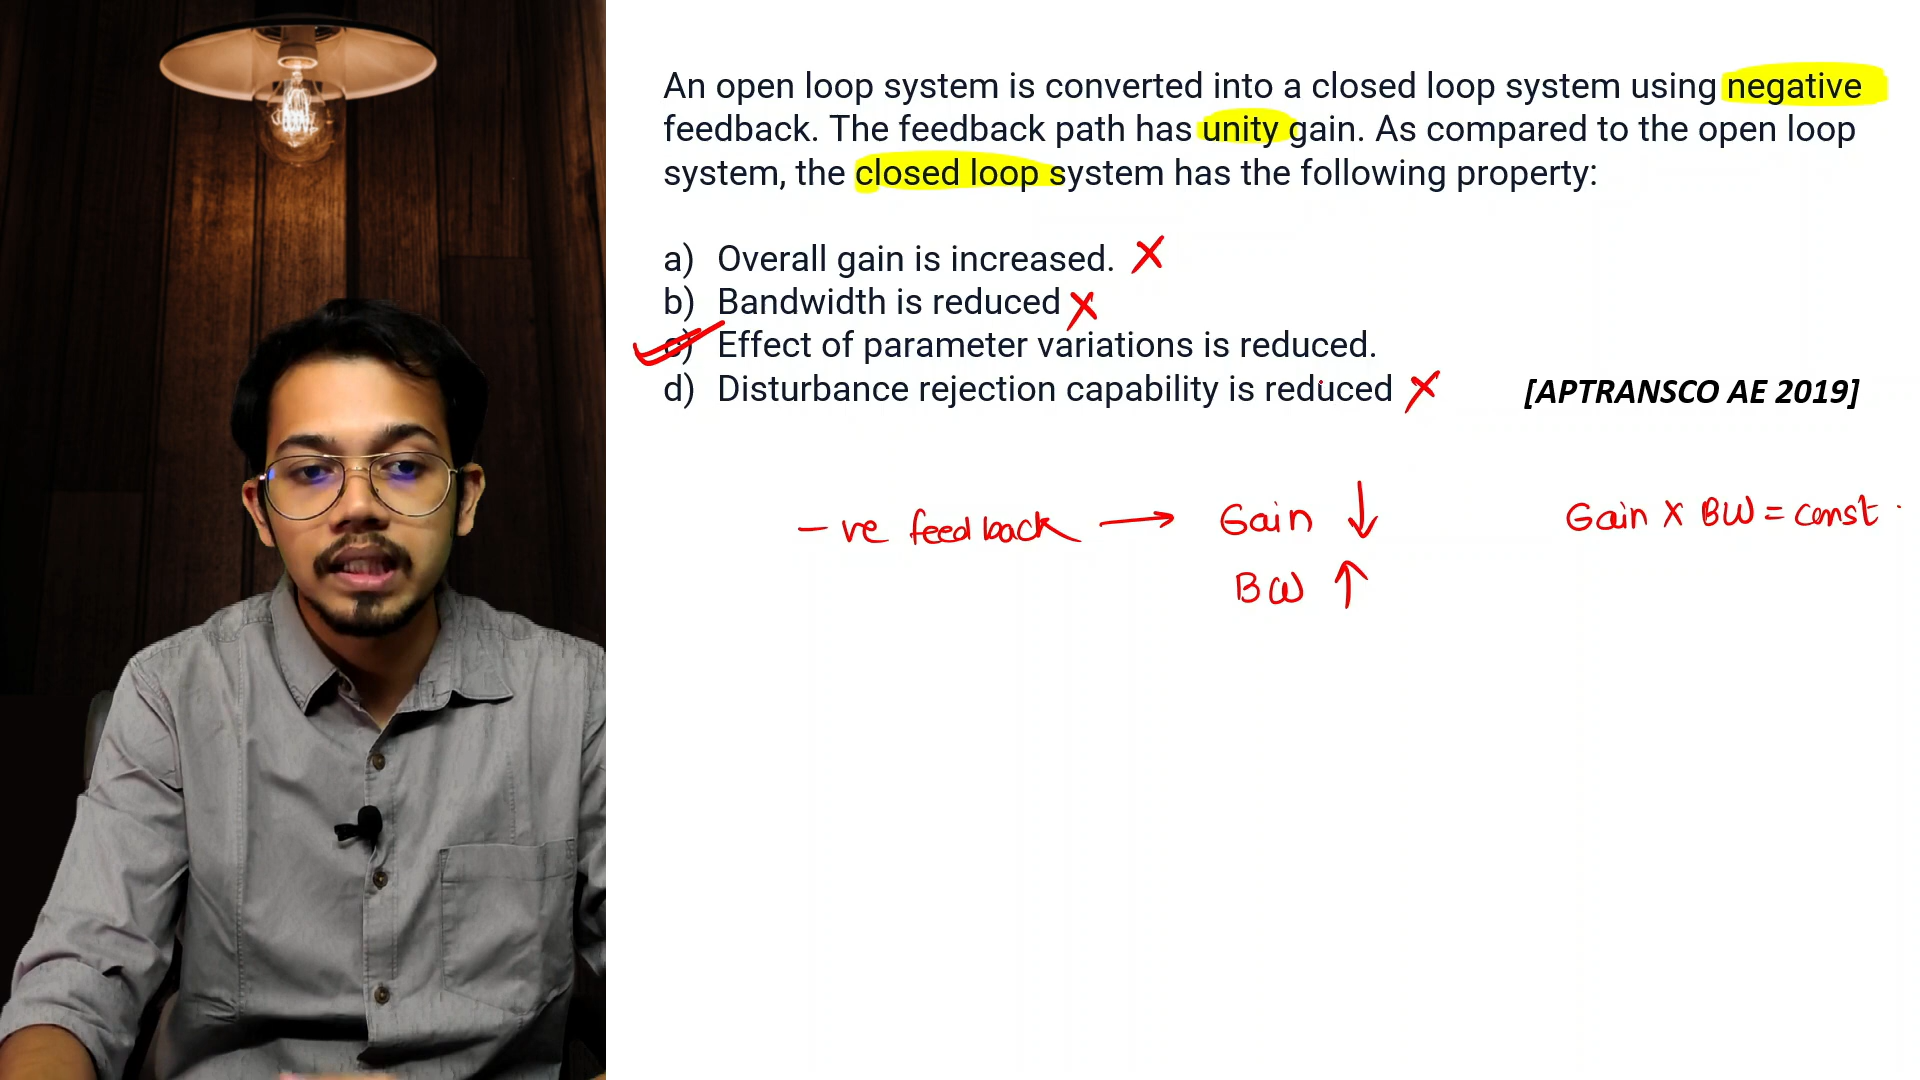 An open loop system is converted into a closed loop system using negative
feedback. The feedback path has unity gain. As compared to the open loop
system, the closed loop system has the following property:
a) Overall gain is increased. X
b) Bandwidth is reduced X
c) Effect of parameter variations is reduced.
d) Disturbance rejection capability is reduced X [APTRANSCO AE 2019]
-ve feedback → Gain ↓ Gain X BW = const
BW ↑